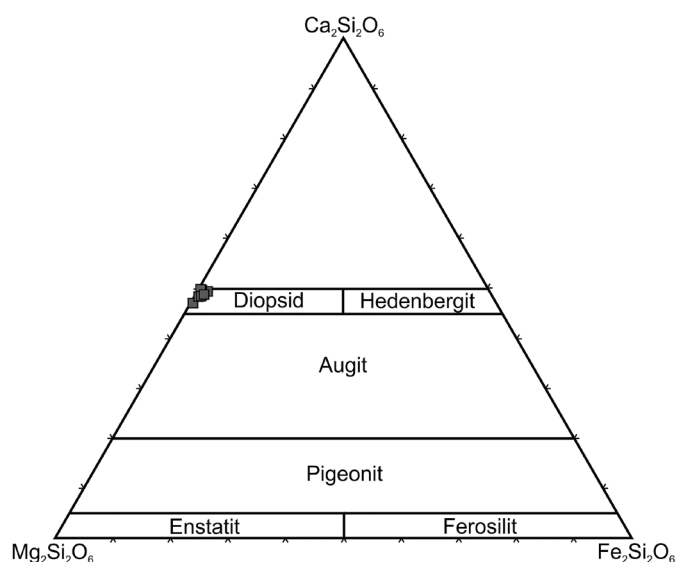 Ca₂Si₂O₆
Diopsid Hedenbergit
Augit
Pigeonit
Enstatit Ferosilit
Mg₂Si₂O₆ Fe₂Si₂O₆